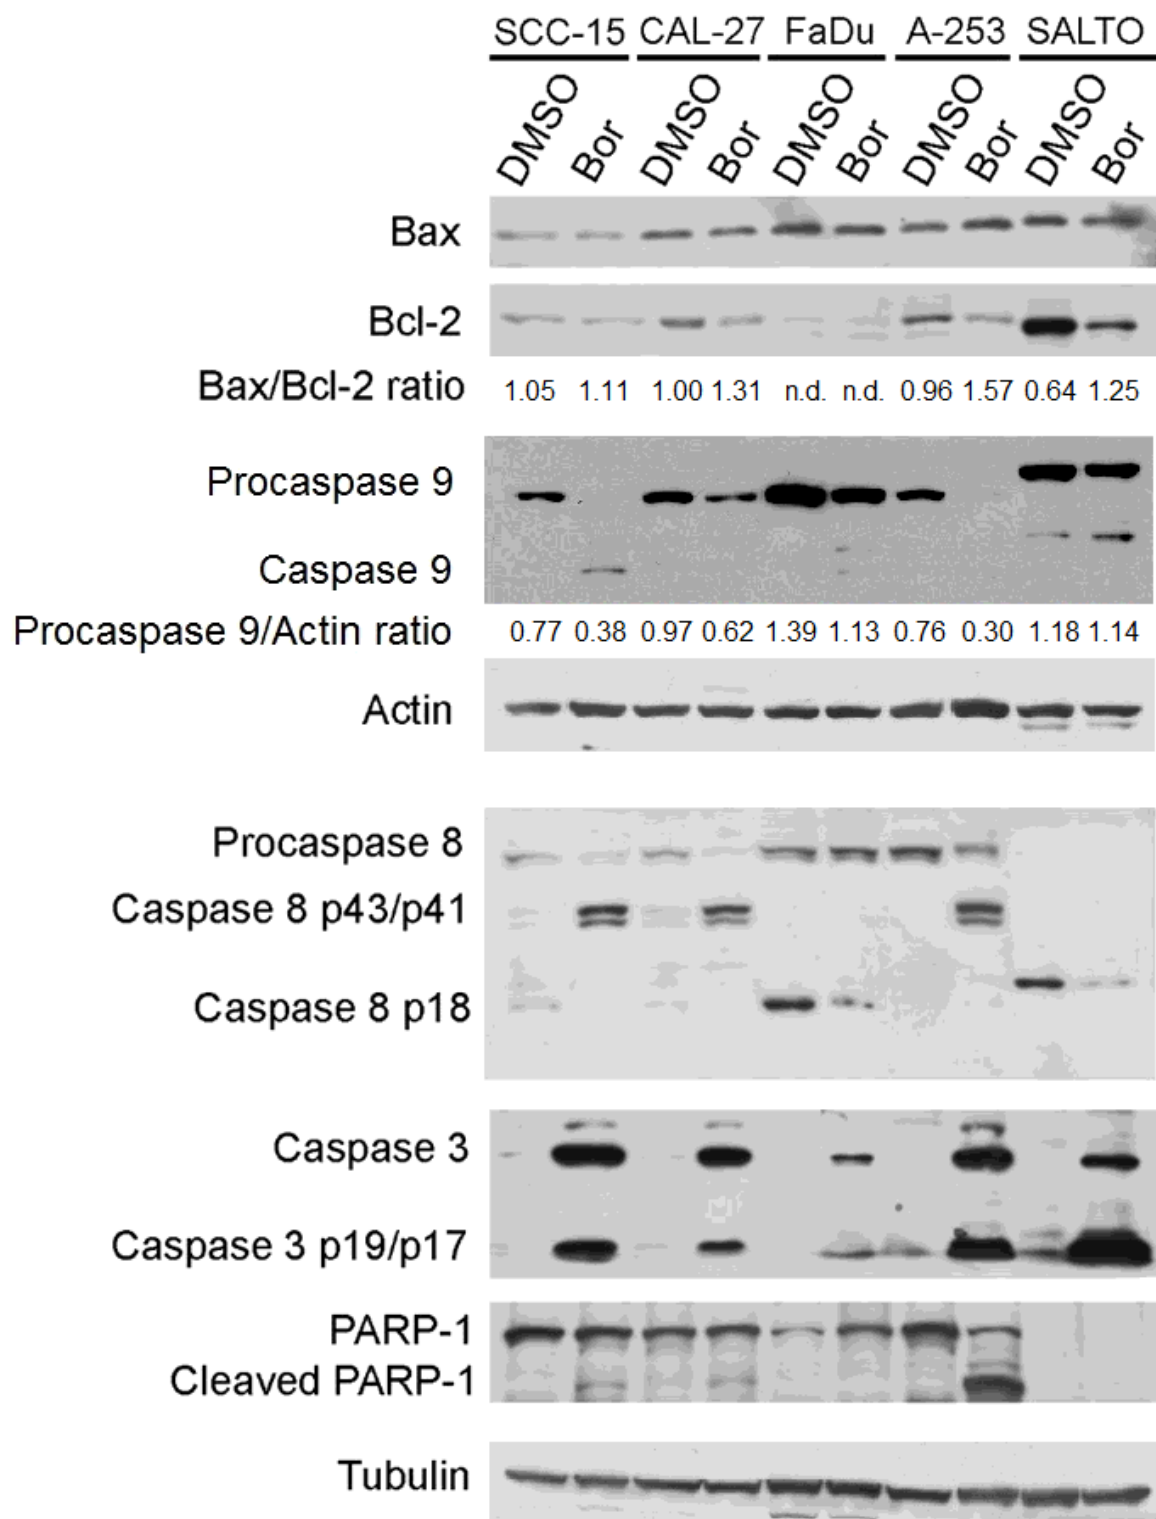 SCC-15 CAL-27 FaDu A-253 SALTO
DMSO Bor DMSO Bor DMSO Bor DMSO Bor DMSO Bor
Bax
Bcl-2
Bax/Bcl-2 ratio 1.05 1.11 1.00 1.31 n.d. n.d. 0.96 1.57 0.64 1.25
Procaspase 9
Caspase 9
Procaspase 9/Actin ratio 0.77 0.38 0.97 0.62 1.39 1.13 0.76 0.30 1.18 1.14
Actin
Procaspase 8
Caspase 8 p43/p41
Caspase 8 p18
Caspase 3
Caspase 3 p19/p17
PARP-1
Cleaved PARP-1
Tubulin